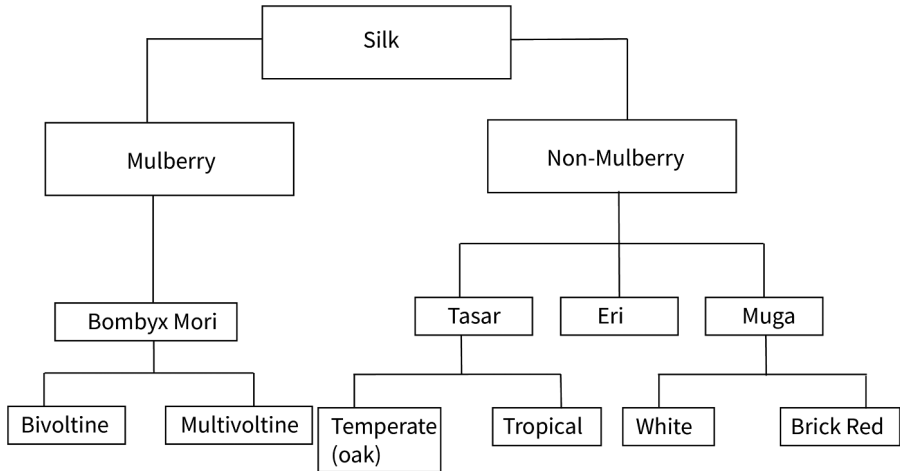 Silk
Mulberry
Non-Mulberry
Bombyx Mori
Tasar
Eri
Muga
Bivoltine
Multivoltine
Temperate
(oak)
Tropical
White
Brick Red